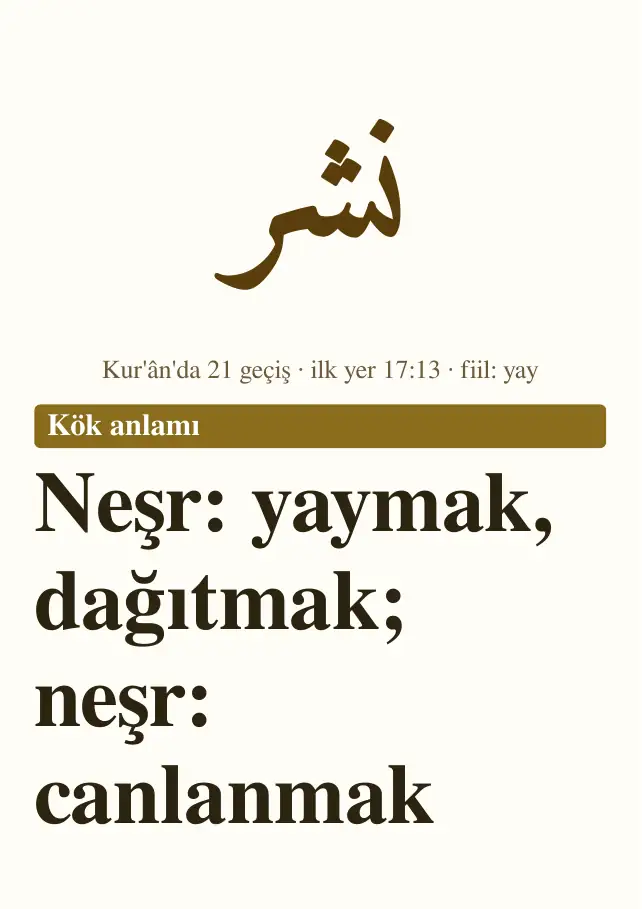 نشر
Kur'ân'da 21 geçiş · ilk yer 17:13 · fiil: yay
Kök anlamı
Neşr: yaymak,
dağıtmak;
neşr:
canlanmak